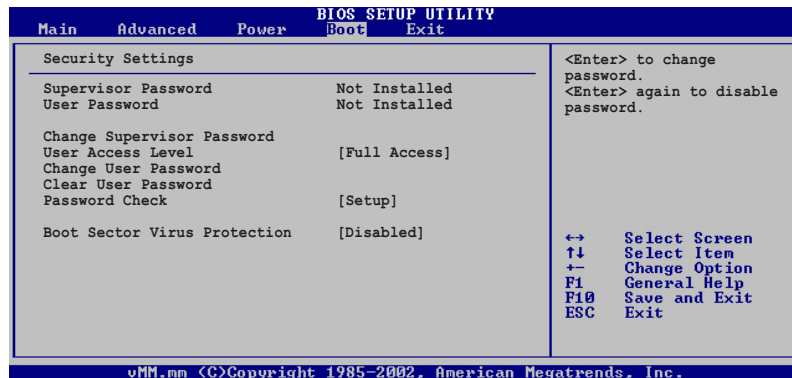 BIOS SETUP UTILITY
Main Advanced Power Boot Exit
Security Settings
Supervisor Password Not Installed
User Password Not Installed
Change Supervisor Password
User Access Level [Full Access]
Change User Password
Clear User Password
Password Check [Setup]
Boot Sector Virus Protection [Disabled]
<Enter> to change
password.
<Enter> again to disable
password.
←→ Select Screen
↑↓ Select Item
+- Change Option
F1 General Help
F10 Save and Exit
ESC Exit
vMM.mm (C)Copyright 1985-2002, American Megatrends, Inc.